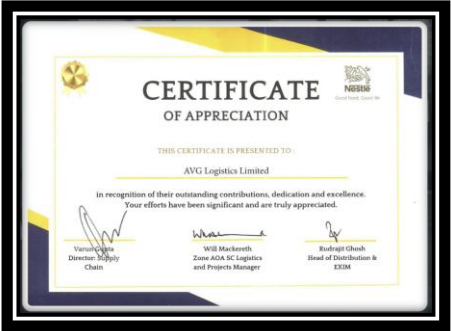 Nestlé
Good food, Good life
CERTIFICATE
OF APPRECIATION
THIS CERTIFICATE IS PRESENTED TO :
AVG Logistics Limited
in recognition of their outstanding contributions, dedication and excellence.
Your efforts have been significant and are truly appreciated.
Varun Gupta
Director: Supply
Chain
Will Mackereth
Zone AOA SC Logistics
and Projects Manager
Rudrajit Ghosh
Head of Distribution &
EXIM